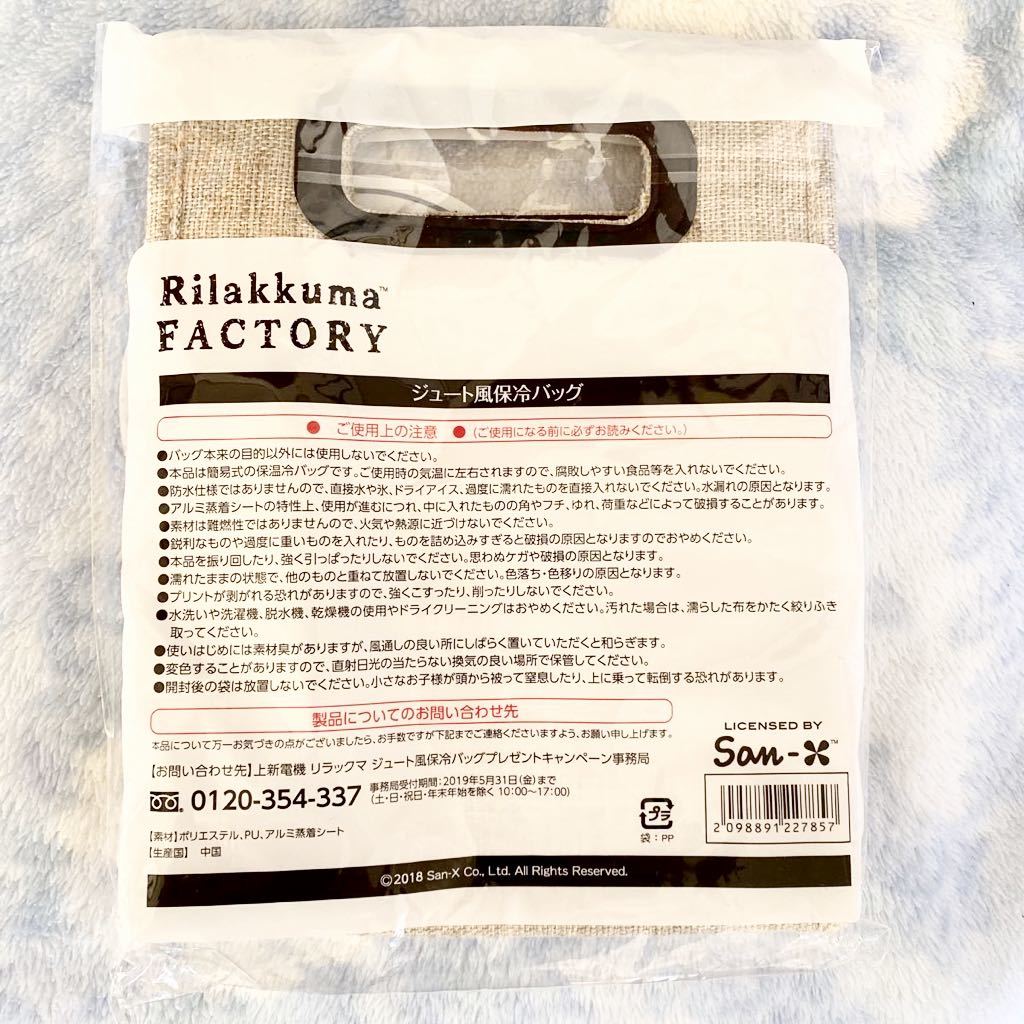 Rilakkuma™
FACTORY
ジュート風保冷バッグ
● ご使用上の注意 ● (ご使用になる前に必ずお読みください。)
●バッグ本来の目的以外には使用しないでください。
●本品は簡易式の保温冷バッグです。ご使用時の気温に左右されますので、腐敗しやすい食品等を入れないでください。
●防水仕様ではありませんので、直接水や氷、ドライアイス、過度に濡れたものを直接入れないでください。水漏れの原因となります。
●アルミ蒸着シートの特性上、使用が進むにつれ、中に入れたものの角やフチ、ゆれ、荷重などによって破損することがあります。
●素材は難燃性ではありませんので、火気や熱源に近づけないでください。
●鋭利なものや過度に重いものを入れたり、ものを詰め込みすぎると破損の原因となりますのでおやめください。
●本品を振り回したり、強く引っぱったりしないでください。思わぬケガや破損の原因となります。
●濡れたままの状態で、他のものと重ねて放置しないでください。色落ち・色移りの原因となります。
●プリントが剥がれる恐れがありますので、強くこすったり、削ったりしないでください。
●水洗いや洗濯機、脱水機、乾燥機の使用やドライクリーニングはおやめください。汚れた場合は、濡らした布をかたく絞りふき
取ってください。
●使いはじめには素材臭がありますが、風通しの良い所にしばらく置いていただくと和らぎます。
●変色することがありますので、直射日光の当たらない換気の良い場所で保管してください。
●開封後の袋は放置しないでください。小さなお子様が頭から被って窒息したり、上に乗って転倒する恐れがあります。
製品についてのお問い合わせ先
本品について万一お気づきの点がございましたら、お手数ですが下記までご連絡くださいますよう、お願い申し上げます。
【お問い合わせ先】上新電機 リラックマ ジュート風保冷バッグプレゼントキャンペーン事務局
0120-354-337 事務局受付期間:2019年5月31日(金)まで
(土・日・祝日・年末年始を除く 10:00〜17:00)
【素材】ポリエステル、PU、アルミ蒸着シート
【生産国】 中国
LICENSED BY
San-X™
プラ
袋:PP
2 098891 227857
©2018 San-X Co., Ltd. All Rights Reserved.